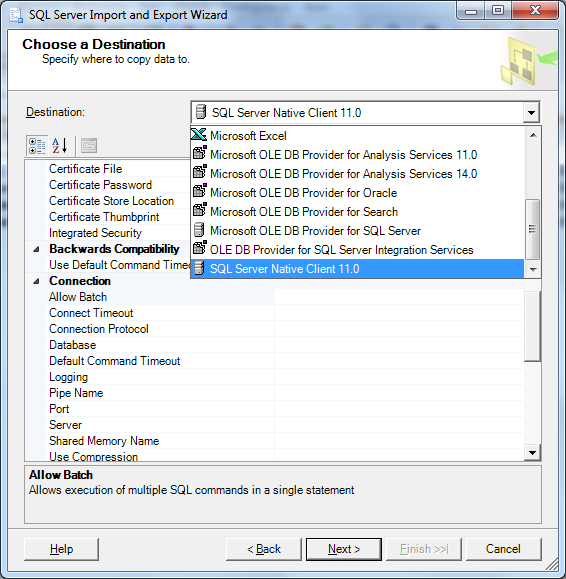 SQL Server Import and Export Wizard
Choose a Destination
Specify where to copy data to.
Destination:
SQL Server Native Client 11.0
Microsoft Excel
Microsoft OLE DB Provider for Analysis Services 11.0
Microsoft OLE DB Provider for Analysis Services 14.0
Microsoft OLE DB Provider for Oracle
Microsoft OLE DB Provider for Search
Microsoft OLE DB Provider for SQL Server
OLE DB Provider for SQL Server Integration Services
SQL Server Native Client 11.0
Certificate File
Certificate Password
Certificate Store Location
Certificate Thumbprint
Integrated Security
Backwards Compatibility
Use Default Command
Connection
Allow Batch
Connect Timeout
Connection Protocol
Database
Default Command Timeout
Logging
Pipe Name
Port
Server
Shared Memory Name
Use Compression
Allow Batch
Allows execution of multiple SQL commands in a single statement
Help
< Back
Next >
Finish >>|
Cancel